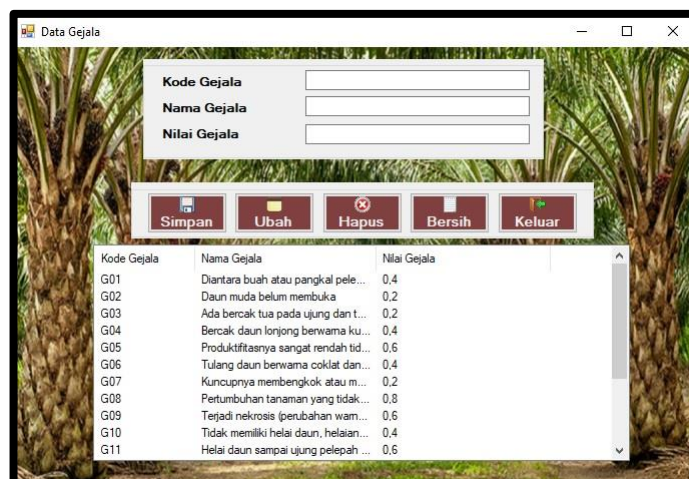 Data Gejala
Kode Gejala
Nama Gejala
Nilai Gejala
Simpan Ubah Hapus Bersih Keluar
Kode Gejala Nama Gejala Nilai Gejala
G01 Diantara buah atau pangkal pele... 0,4
G02 Daun muda belum membuka 0,2
G03 Ada bercak tua pada ujung dan t... 0,2
G04 Bercak daun lonjong berwarna ku... 0,4
G05 Produktifitasnya sangat rendah tid... 0,6
G06 Tulang daun berwarna coklat dan... 0,4
G07 Kuncupnya membengkok atau m... 0,2
G08 Pertumbuhan tanaman yang tidak... 0,8
G09 Terjadi nekrosis (perubahan warn... 0,6
G10 Tidak memiliki helai daun, helaian... 0,4
G11 Helai daun sampai ujung pelepah ... 0,6